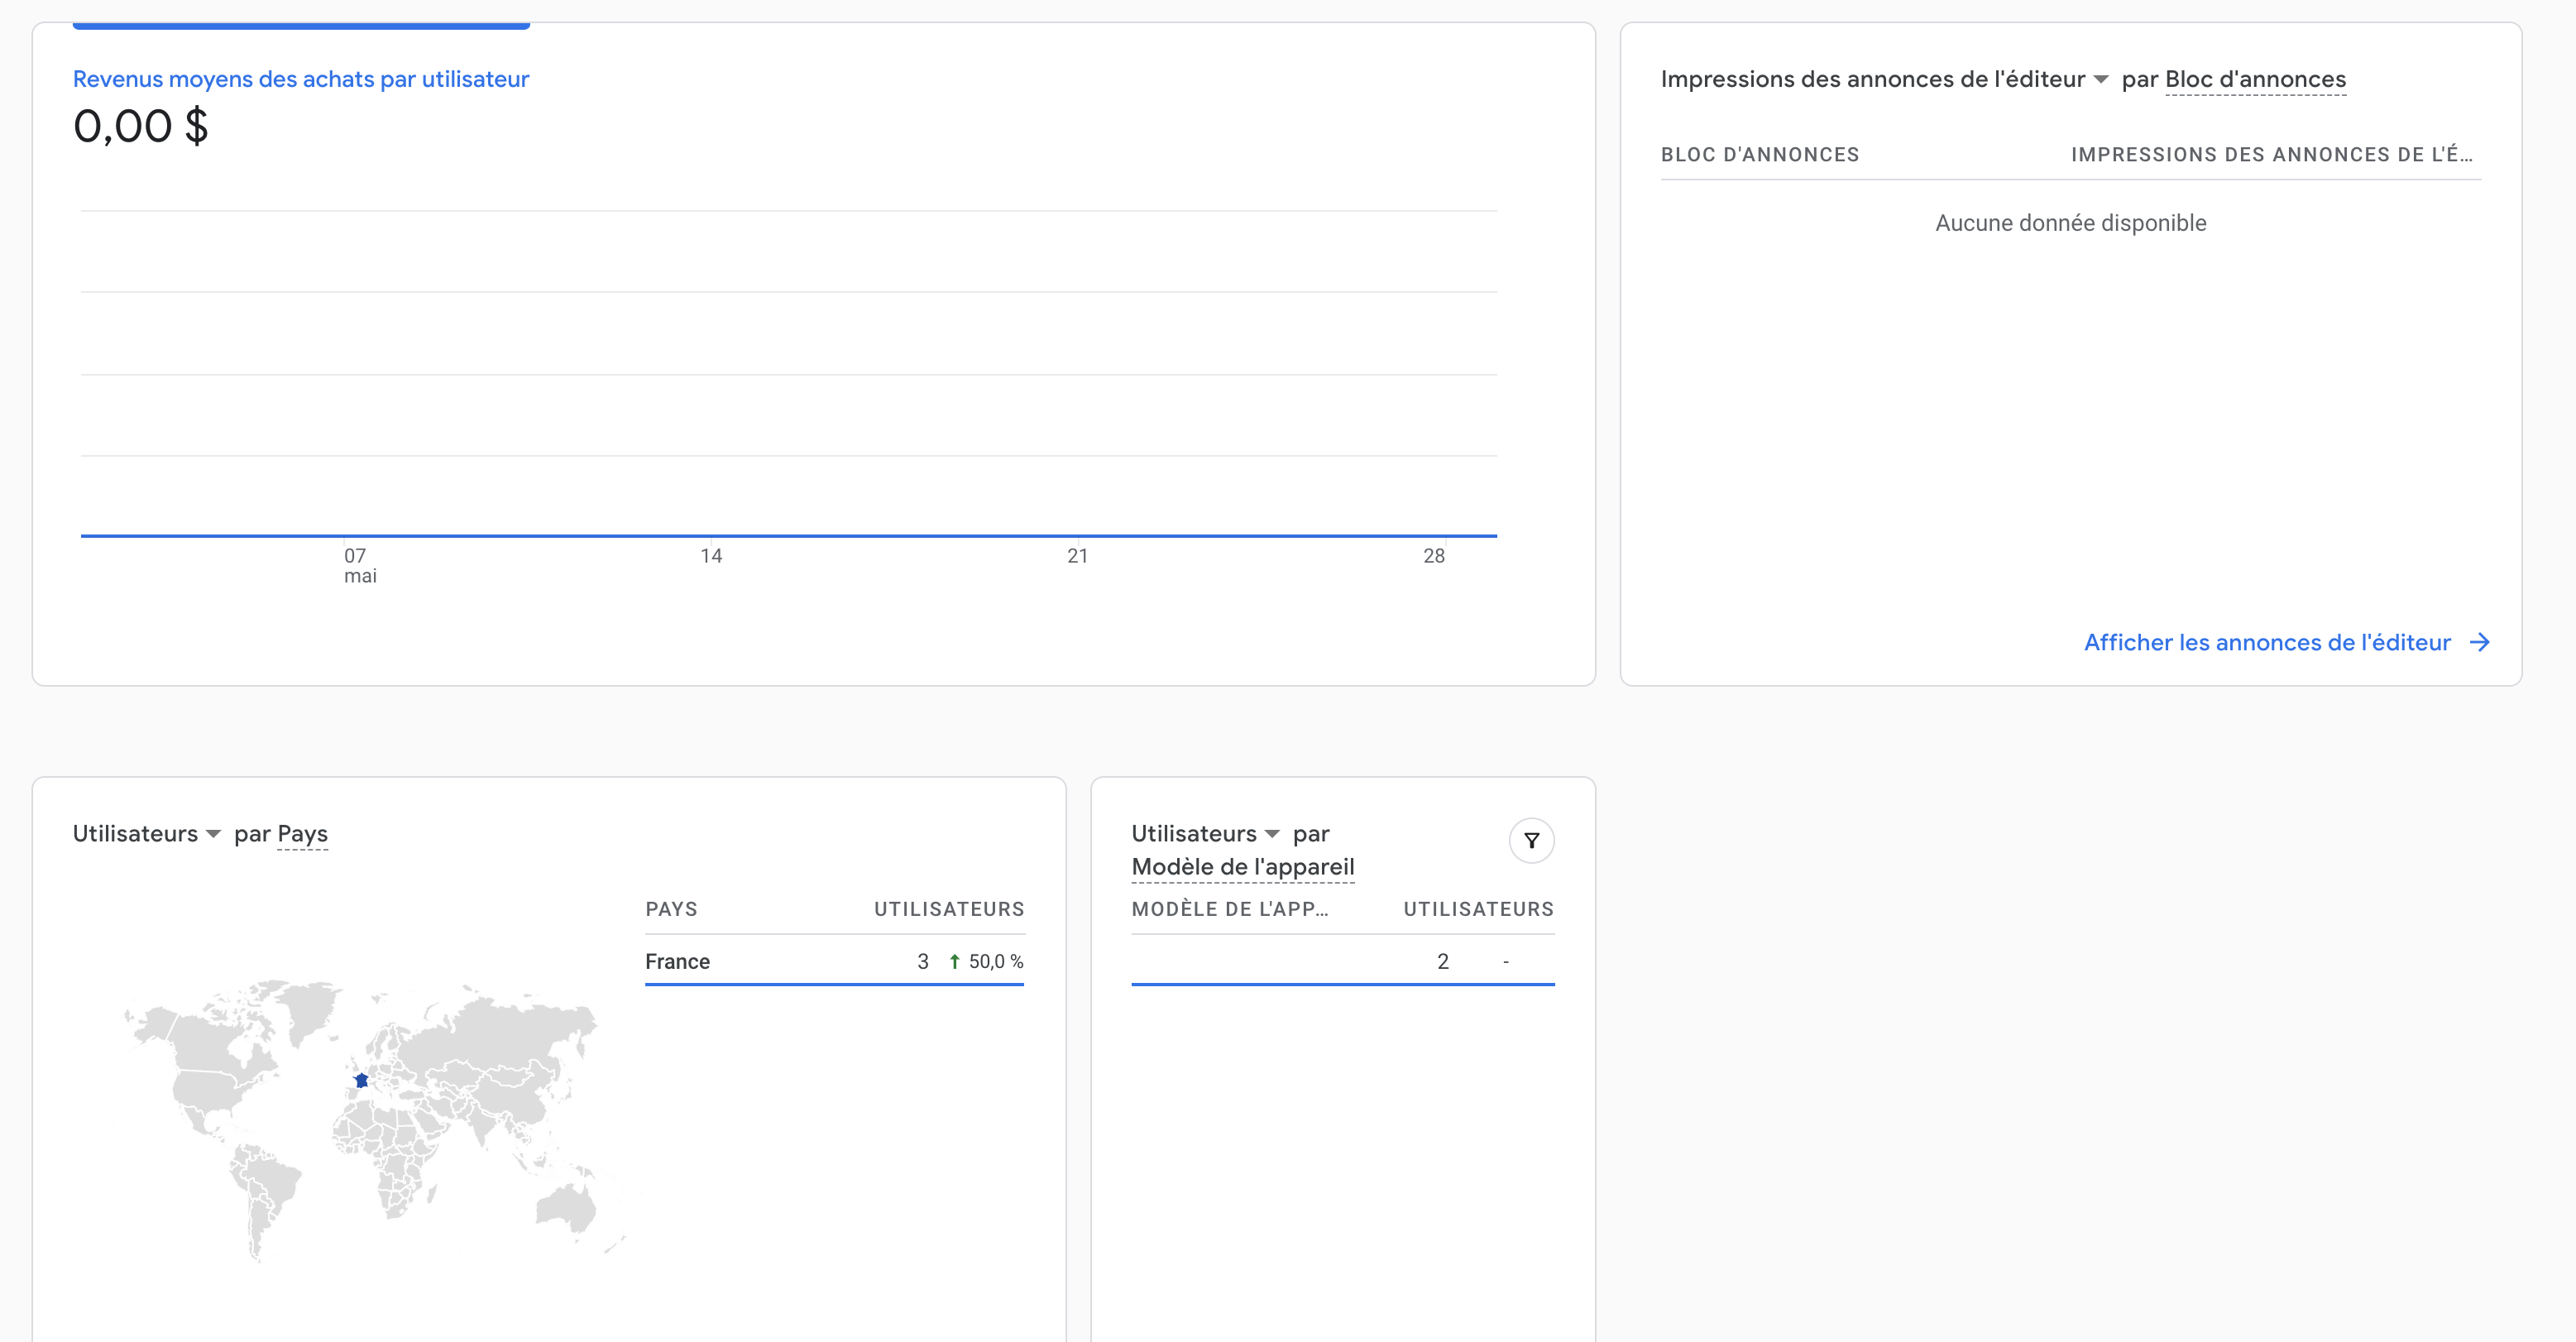 Revenus moyens des achats par utilisateur
0,00 $
07
mai
14
21
28
Impressions des annonces de l'éditeur par Bloc d'annonces
BLOC D'ANNONCES IMPRESSIONS DES ANNONCES DE L'É...
Aucune donnée disponible
Afficher les annonces de l'éditeur
Utilisateurs par Pays
PAYS UTILISATEURS
France 3 50,0 %
Utilisateurs par
Modèle de l'appareil
MODÈLE DE L'APP... UTILISATEURS
2 -